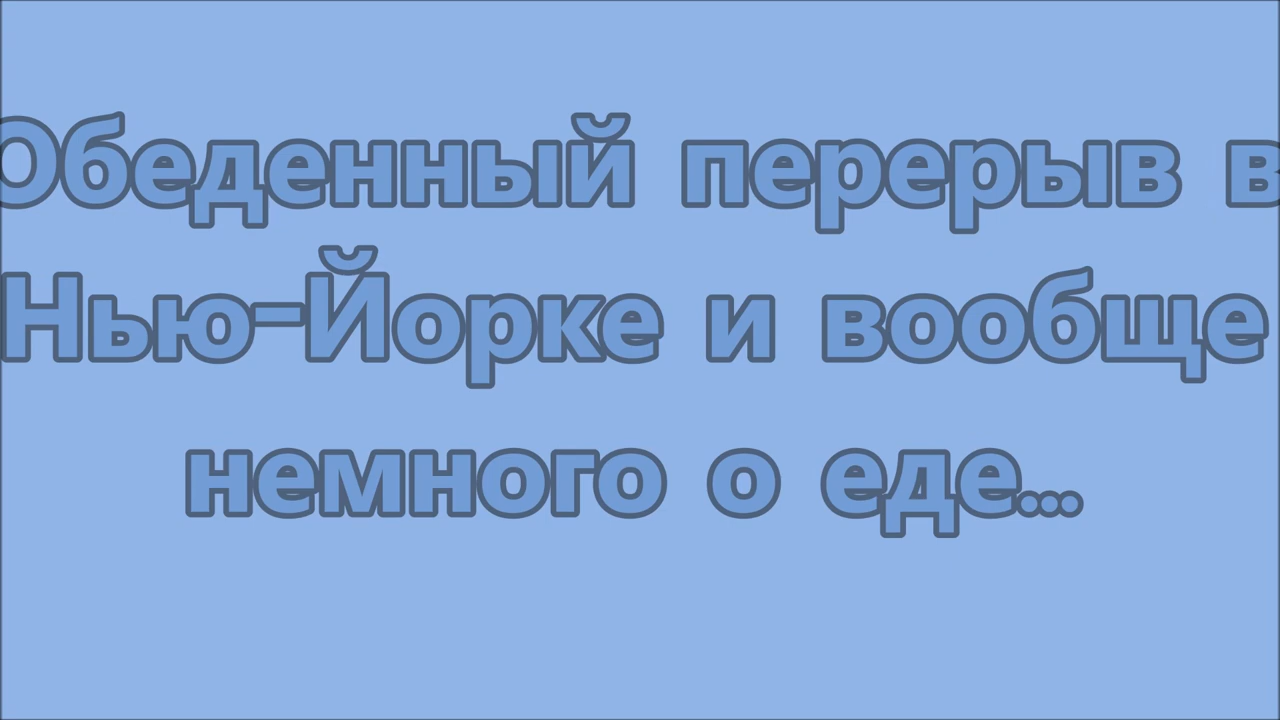 Обеденный перерыв в
Нью-Йорке и вообще
немного о еде...